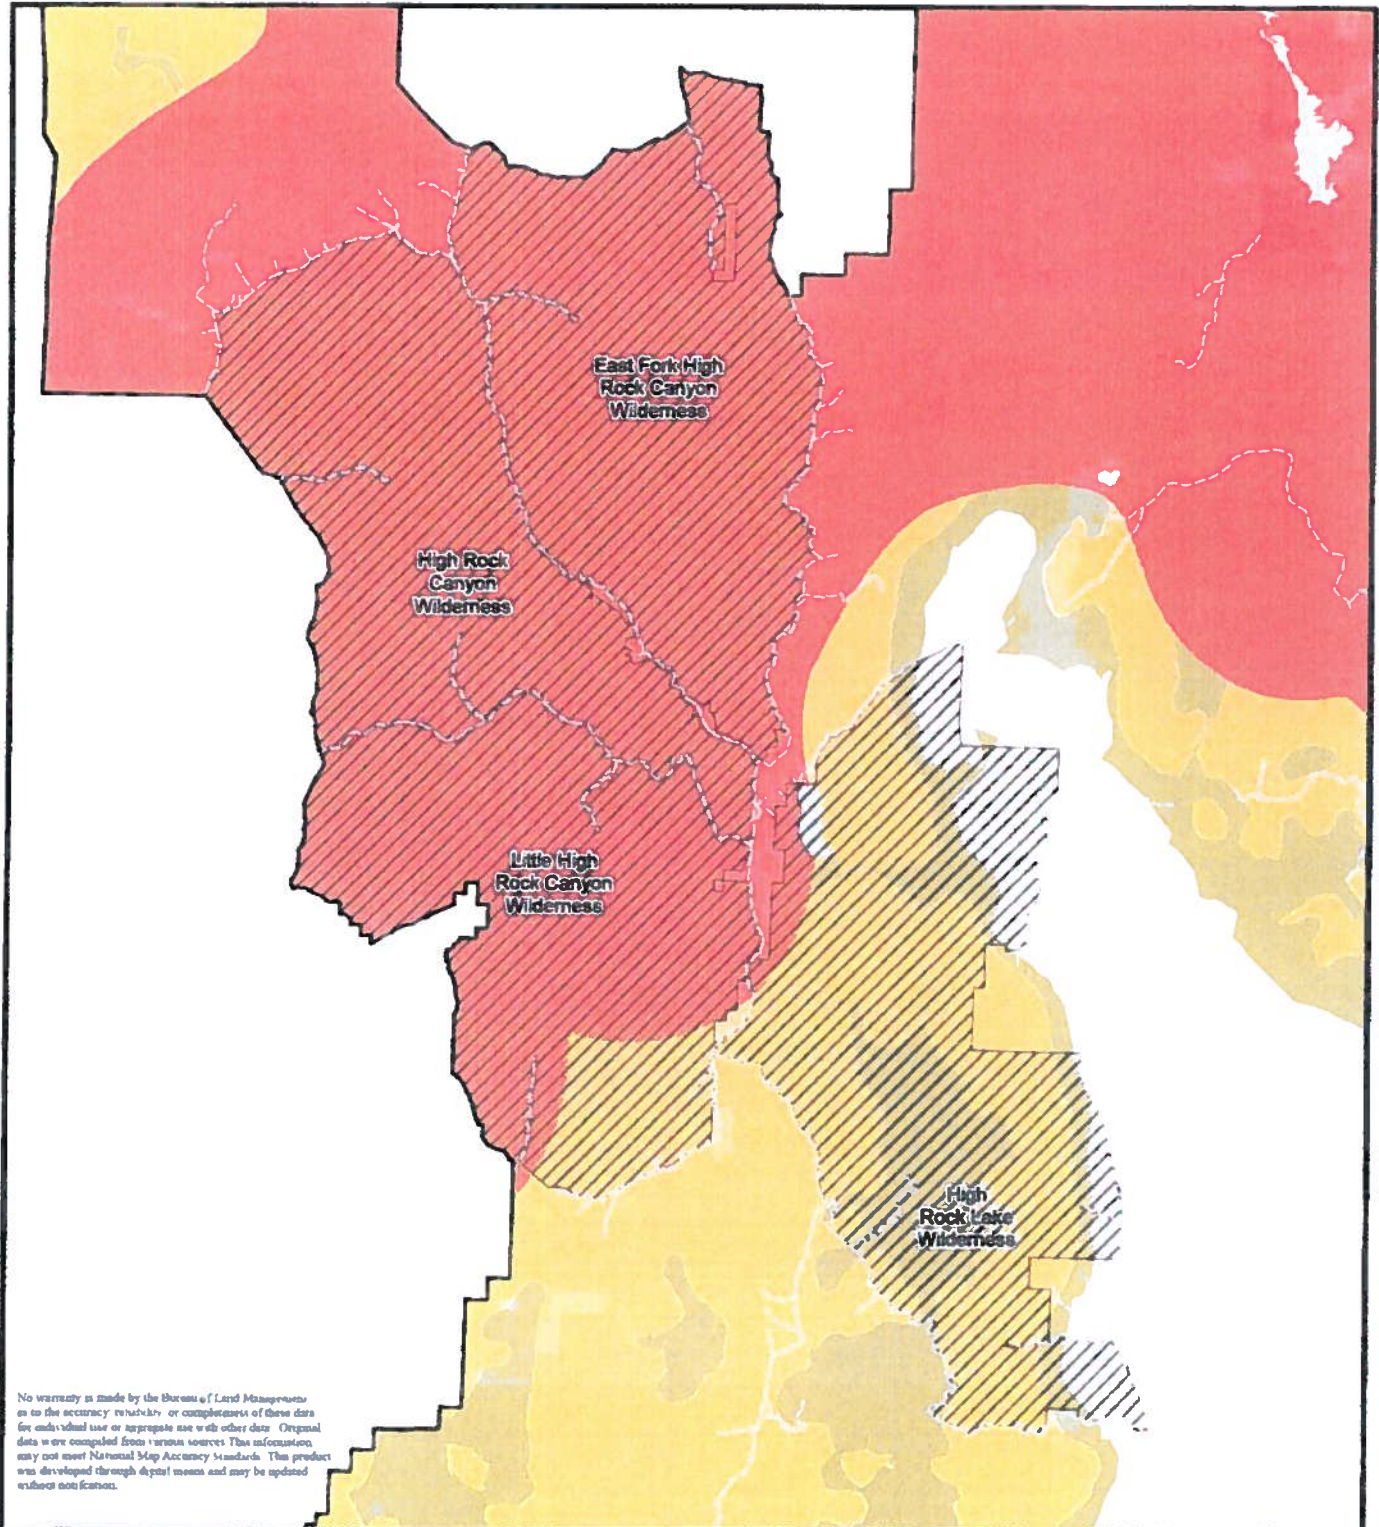 East Fork High
Rock Canyon
Wilderness
High Rock
Canyon
Wilderness
Little High
Rock Canyon
Wilderness
High
Rock Lake
Wilderness
No warranty is made by the Bureau of Land Management
as to the accuracy, reliability, or completeness of these data
for individual use or aggregate use with other data. Original
data were compiled from various sources. This information
may not meet National Map Accuracy Standards. This product
was developed through digital means and may be updated
without notification.